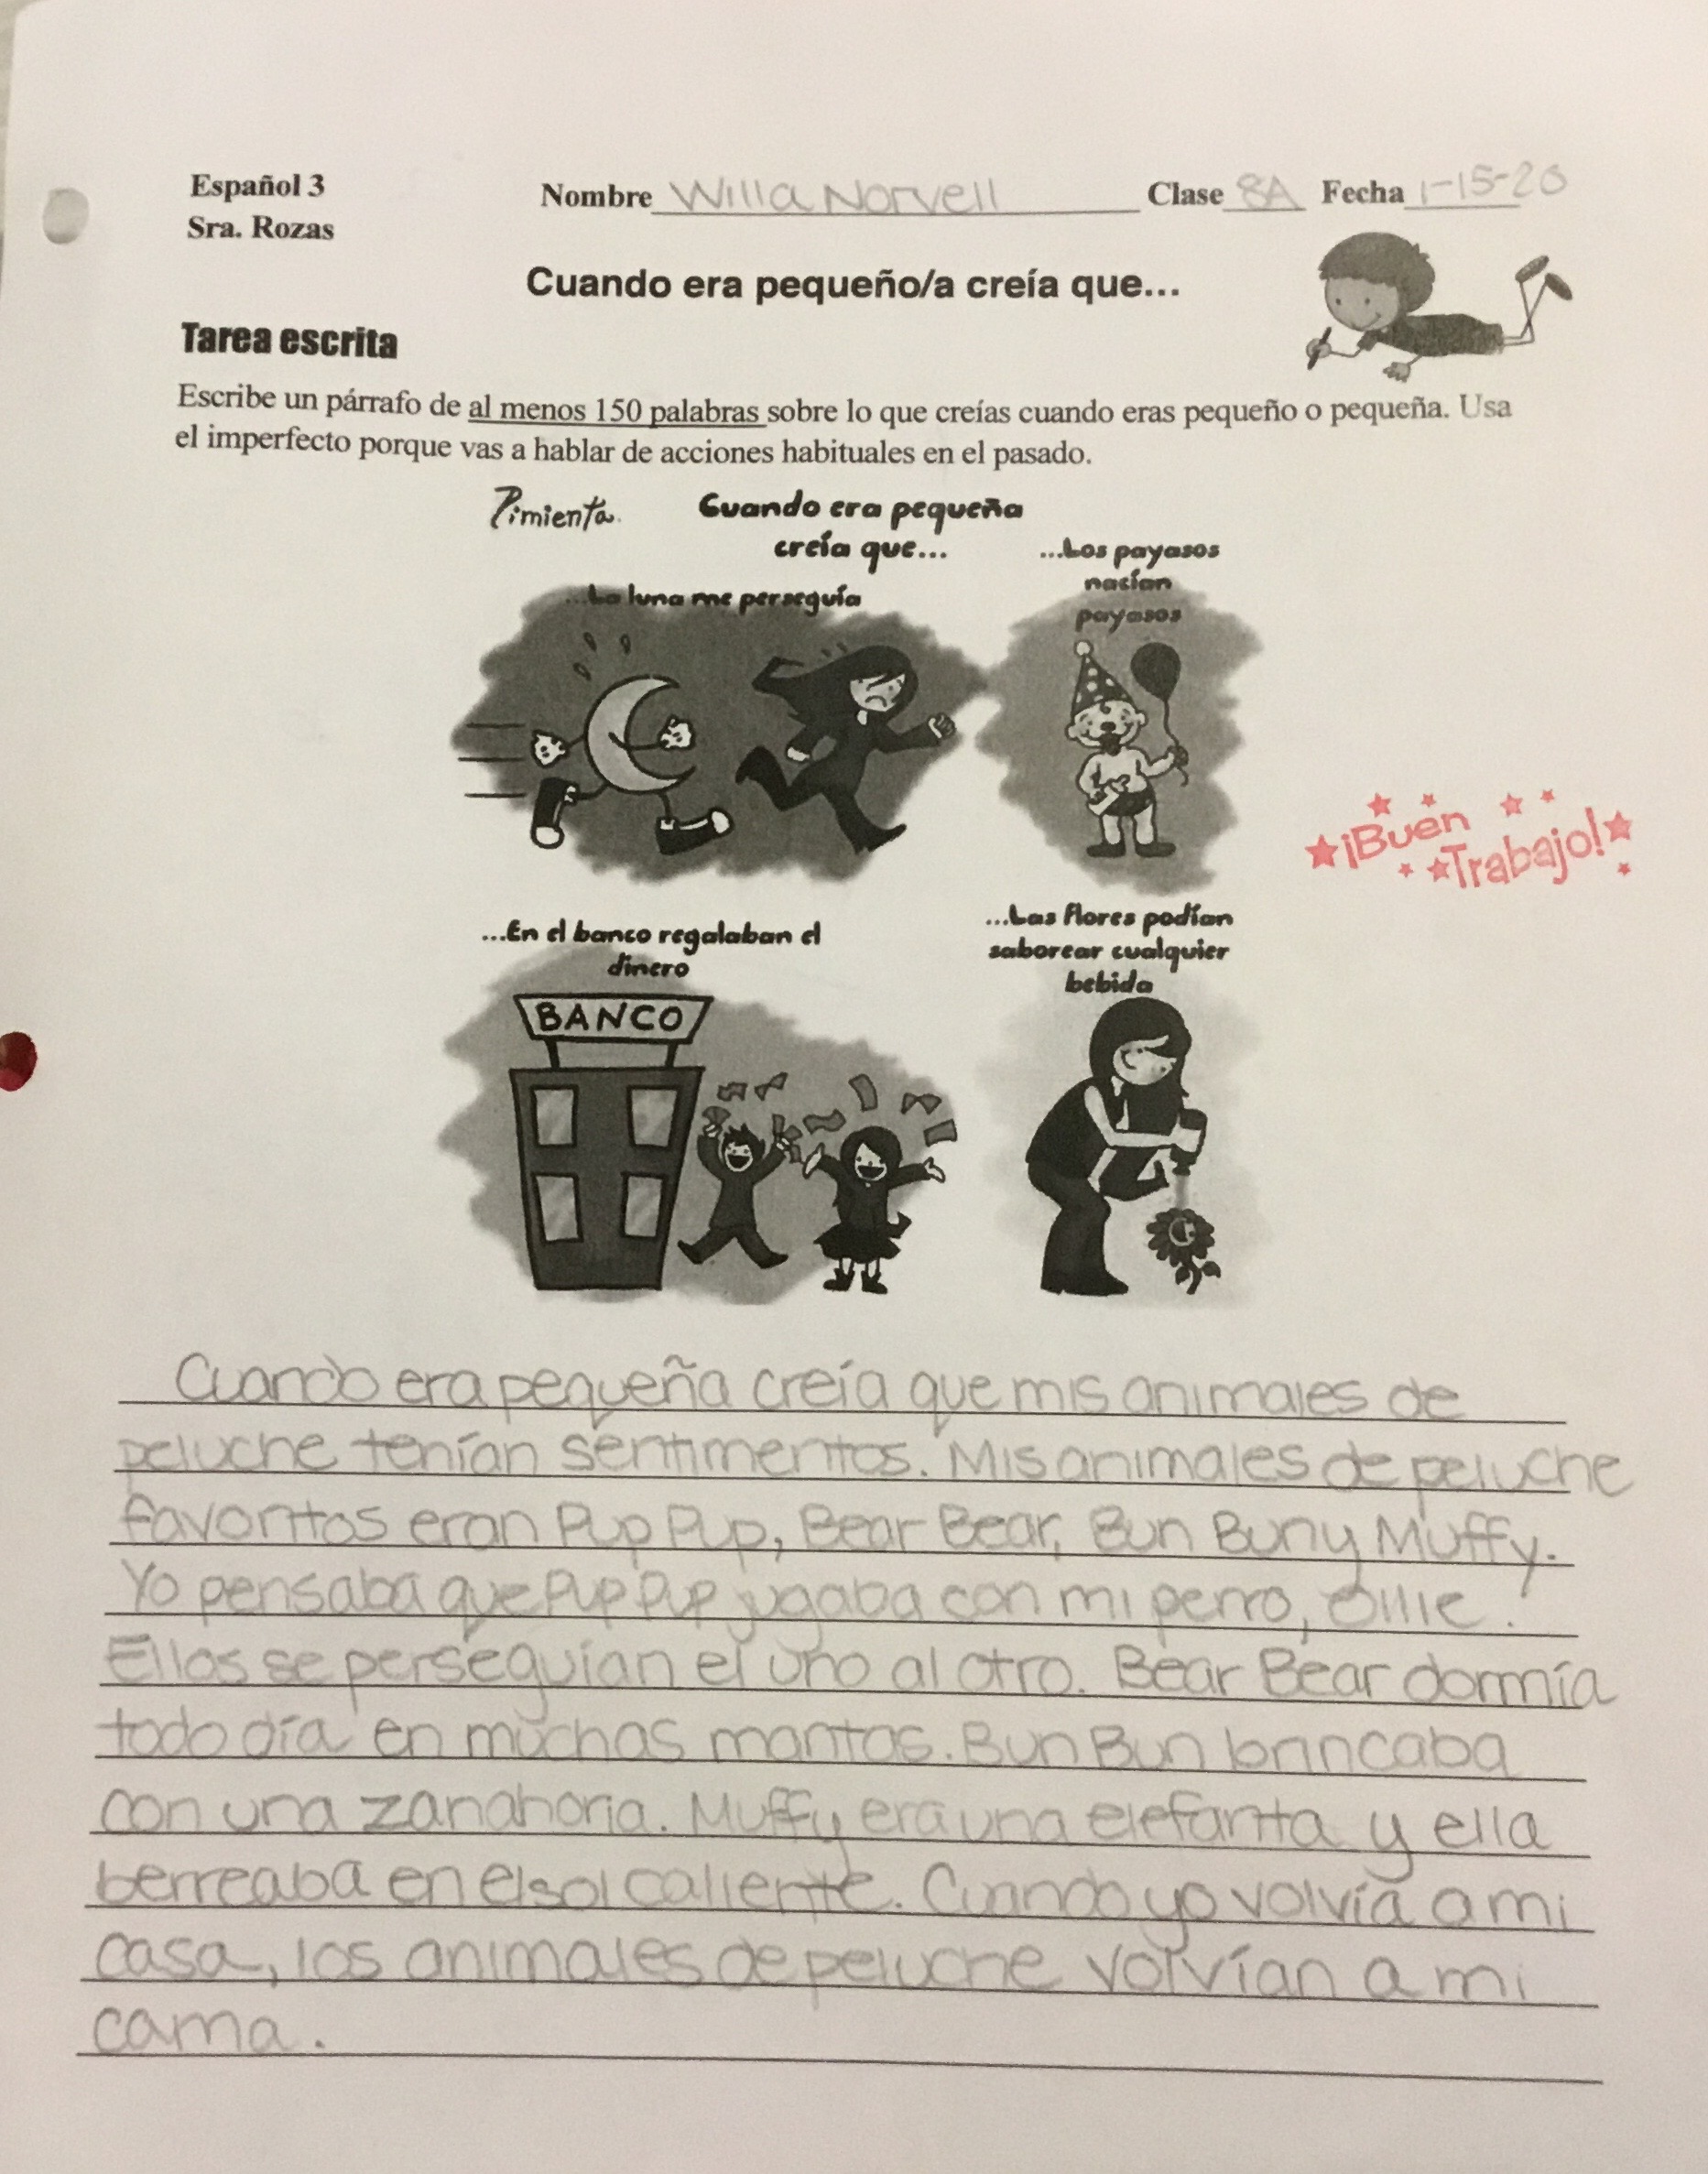 Español 3
Nombre Willa Norvell Clase 8A Fecha 1-15-20
Sra. Rozas
Cuando era pequeño/a creía que...
Tarea escrita
Escribe un párrafo de al menos 150 palabras sobre lo que creías cuando eras pequeño o pequeña. Usa
el imperfecto porque vas a hablar de acciones habituales en el pasado.
Pimienta.
Cuando era pequeña
creía que...
...La luna me perseguía
...Los payasos
nacían
payasos
¡Buen
Trabajo!
...En el banco regalaban el
dinero
BANCO
...Las flores podían
saborear cualquier
bebida
Cuando era pequeña creía que mis animales de
peluche tenían sentimentos. Mis animales de peluche
favoritos eran Pup Pup, Bear Bear, Bun Bun y Muffy.
Yo pensaba que Pup Pup jugaba con mi perro, Ollie.
Ellos se perseguían el uno al otro. Bear Bear dormía
todo día en muchas mantas. Bun Bun brincaba
con una zanahoria. Muffy era una elefanta y ella
berreaba en el sol caliente. Cuando yo volvía a mi
casa, los animales de peluche volvían a mi
cama.